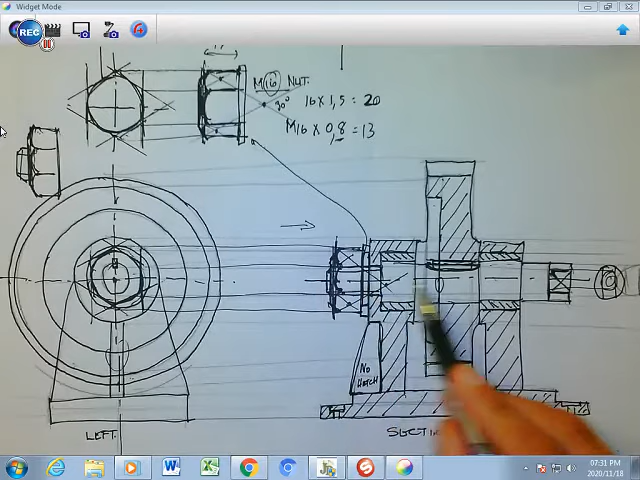 Widget Mode
REC
M16 NUT.
30°
16 X 1,5 = 20
M16 X 0,8 = 13
NO
HATCH
LEFT
SECTI
07:31 PM
2020/11/18